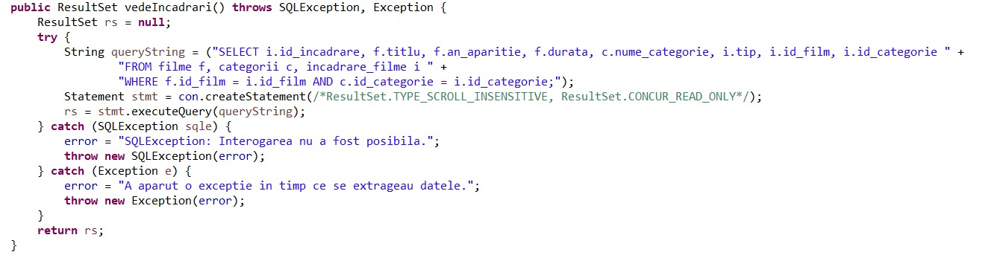 public ResultSet vedeIncadrari() throws SQLException, Exception {
    ResultSet rs = null;
    try {
        String queryString = ("SELECT i.id_incadrare, f.titlu, f.an_aparitie, f.durata, c.nume_categorie, i.tip, i.id_film, i.id_categorie " +
                "FROM filme f, categorii c, incadrare_filme i " +
                "WHERE f.id_film = i.id_film AND c.id_categorie = i.id_categorie;");
        Statement stmt = con.createStatement(/*ResultSet.TYPE_SCROLL_INSENSITIVE, ResultSet.CONCUR_READ_ONLY*/);
        rs = stmt.executeQuery(queryString);
    } catch (SQLException sqle) {
        error = "SQLException: Interogarea nu a fost posibila.";
        throw new SQLException(error);
    } catch (Exception e) {
        error = "A aparut o exceptie in timp ce se extrageau datele.";
        throw new Exception(error);
    }
    return rs;
}